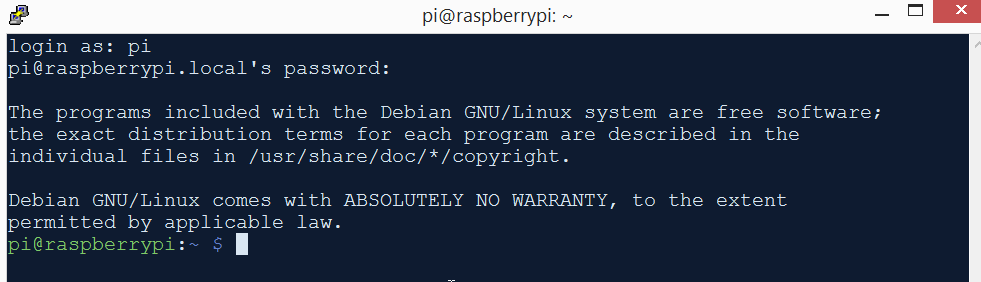 pi@raspberrypi: ~
login as: pi
pi@raspberrypi.local's password:
The programs included with the Debian GNU/Linux system are free software;
the exact distribution terms for each program are described in the
individual files in /usr/share/doc/*/copyright.
Debian GNU/Linux comes with ABSOLUTELY NO WARRANTY, to the extent
permitted by applicable law.
pi@raspberrypi:~ $